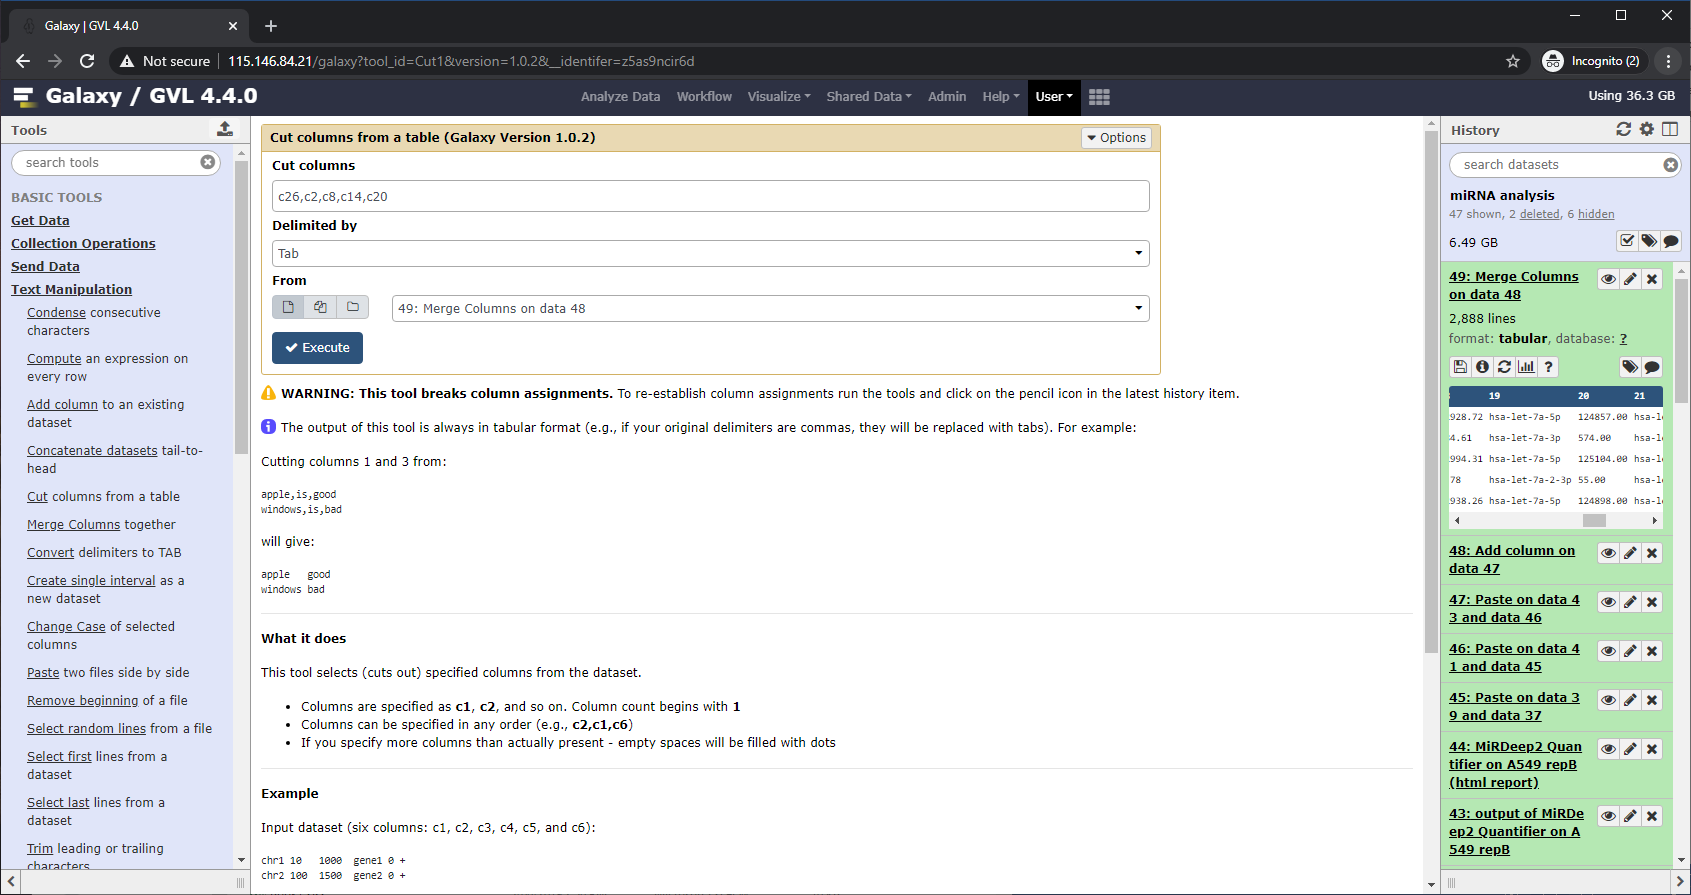 Galaxy | GVL 4.4.0
Not secure 115.146.84.21/galaxy?tool_id=Cut1&version=1.0.2&__identifer=z5as9ncir6d
Incognito (2)
Galaxy / GVL 4.4.0
Analyze Data Workflow Visualize Shared Data Admin Help User
Using 36.3 GB
Tools
search tools
BASIC TOOLS
Get Data
Collection Operations
Send Data
Text Manipulation
Condense consecutive
characters
Compute an expression on
every row
Add column to an existing
dataset
Concatenate datasets tail-to-
head
Cut columns from a table
Merge Columns together
Convert delimiters to TAB
Create single interval as a
new dataset
Change Case of selected
columns
Paste two files side by side
Remove beginning of a file
Select random lines from a file
Select first lines from a
dataset
Select last lines from a
dataset
Trim leading or trailing
characters
Cut columns from a table (Galaxy Version 1.0.2)
Options
Cut columns
c26,c2,c8,c14,c20
Delimited by
Tab
From
49: Merge Columns on data 48
Execute
WARNING: This tool breaks column assignments. To re-establish column assignments run the tools and click on the pencil icon in the latest history item.
The output of this tool is always in tabular format (e.g., if your original delimiters are commas, they will be replaced with tabs). For example:
Cutting columns 1 and 3 from:
apple,is,good
windows,is,bad
will give:
apple good
windows bad
What it does
This tool selects (cuts out) specified columns from the dataset.
• Columns are specified as c1, c2, and so on. Column count begins with 1
• Columns can be specified in any order (e.g., c2,c1,c6)
• If you specify more columns than actually present - empty spaces will be filled with dots
Example
Input dataset (six columns: c1, c2, c3, c4, c5, and c6):
chr1 10 1000 gene1 0 +
chr2 100 1500 gene2 0 +
History
search datasets
miRNA analysis
47 shown, 2 deleted, 6 hidden
6.49 GB
49: Merge Columns
on data 48
2,888 lines
format: tabular, database: ?
19 20 21
928.72 hsa-let-7a-5p 124857.00 hsa-l
4.61 hsa-let-7a-3p 574.00 hsa-l
994.31 hsa-let-7a-5p 125104.00 hsa-l
78 hsa-let-7a-2-3p 55.00 hsa-l
938.26 hsa-let-7a-5p 124898.00 hsa-l
48: Add column on
data 47
47: Paste on data 4
3 and data 46
46: Paste on data 4
1 and data 45
45: Paste on data 3
9 and data 37
44: MiRDeep2 Quan
tifier on A549 repB
(html report)
43: output of MiRDe
ep2 Quantifier on A
549 repB